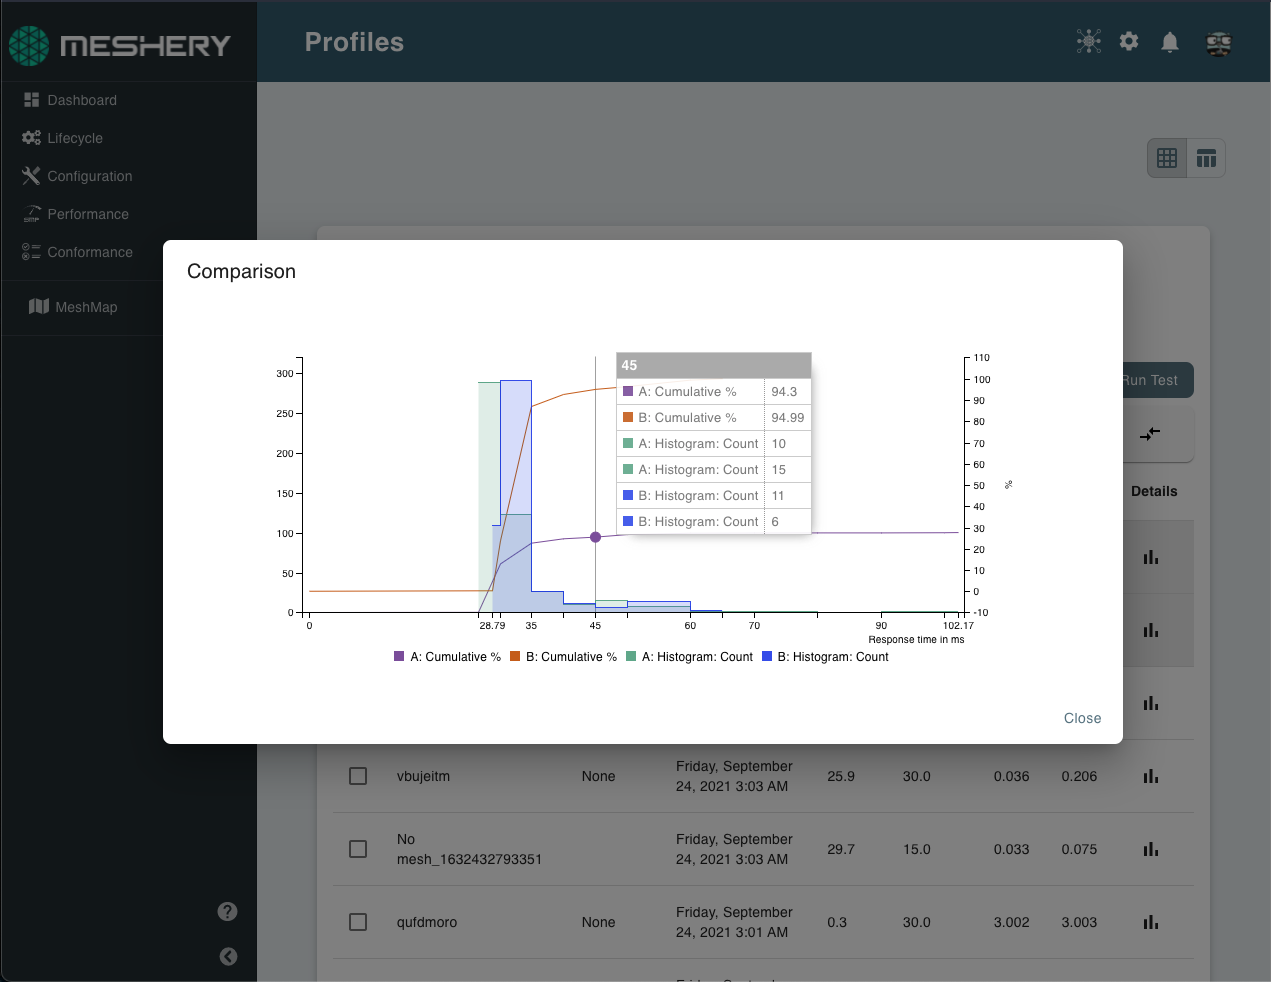 MESHERY
Profiles
Dashboard
Lifecycle
Configuration
Performance
Conformance
MeshMap
Run Test
Details
Comparison
300
250
200
150
100
50
0
110
100
90
80
70
60
50
40
30
20
10
0
-10
%
0 28.79 35 45 60 70 90 102.17
Response time in ms
45
A: Cumulative % 94.3
B: Cumulative % 94.99
A: Histogram: Count 10
A: Histogram: Count 15
B: Histogram: Count 11
B: Histogram: Count 6
A: Cumulative % B: Cumulative % A: Histogram: Count B: Histogram: Count
Close
vbujeitm None Friday, September 24, 2021 3:03 AM 25.9 30.0 0.036 0.206
No mesh_1632432793351 Friday, September 24, 2021 3:03 AM 29.7 15.0 0.033 0.075
qufdmoro None Friday, September 24, 2021 3:01 AM 0.3 30.0 3.002 3.003